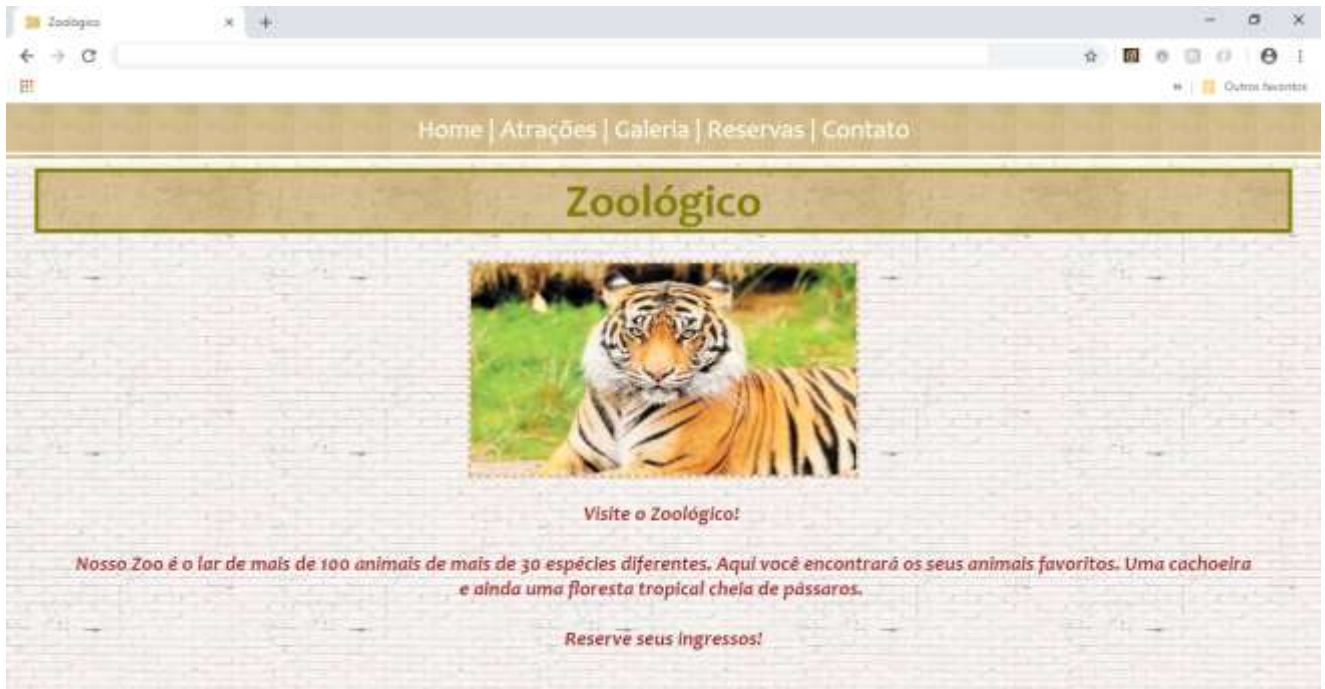 Zoológico
Outros favoritos
Home | Atrações | Galeria | Reservas | Contato
Zoológico
Visite o Zoológico!
Nosso Zoo é o lar de mais de 100 animais de mais de 30 espécies diferentes. Aqui você encontrará os seus animais favoritos. Uma cachoeira
e ainda uma floresta tropical cheia de pássaros.
Reserve seus ingressos!